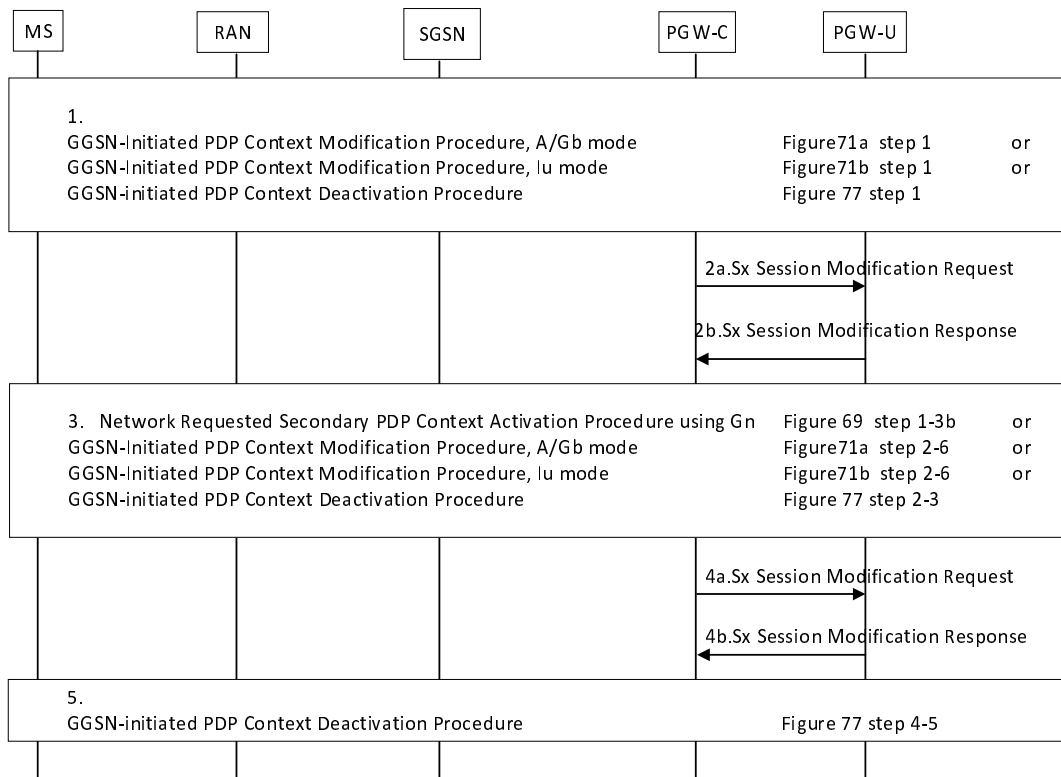 MS RAN SGSN PGW-C PGW-U
1.
GGSN-Initiated PDP Context Modification Procedure, A/Gb mode Figure71a step 1 or
GGSN-Initiated PDP Context Modification Procedure, Iu mode Figure71b step 1 or
GGSN-initiated PDP Context Deactivation Procedure Figure 77 step 1
2a.Sx Session Modification Request
2b.Sx Session Modification Response
3. Network Requested Secondary PDP Context Activation Procedure using Gn Figure 69 step 1-3b or
GGSN-Initiated PDP Context Modification Procedure, A/Gb mode Figure71a step 2-6 or
GGSN-Initiated PDP Context Modification Procedure, Iu mode Figure71b step 2-6 or
GGSN-initiated PDP Context Deactivation Procedure Figure 77 step 2-3
4a.Sx Session Modification Request
4b.Sx Session Modification Response
5.
GGSN-initiated PDP Context Deactivation Procedure Figure 77 step 4-5